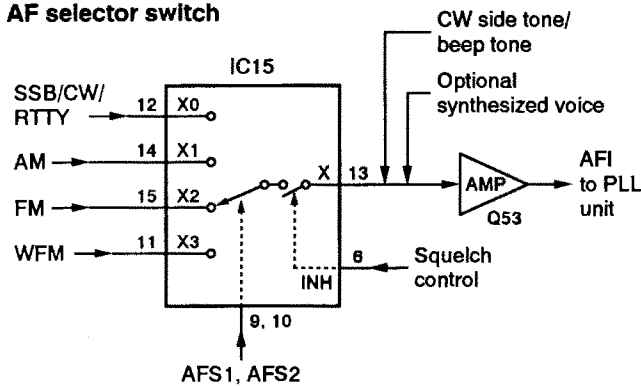 AF selector switch
CW side tone/
beep tone
IC15
Optional
synthesized voice
SSB/CW/
RTTY
12 X0
AM
14 X1
X 13
AMP
Q53
AFI
to PLL
unit
FM
15 X2
WFM
11 X3
6
INH
Squelch
control
9, 10
AFS1, AFS2